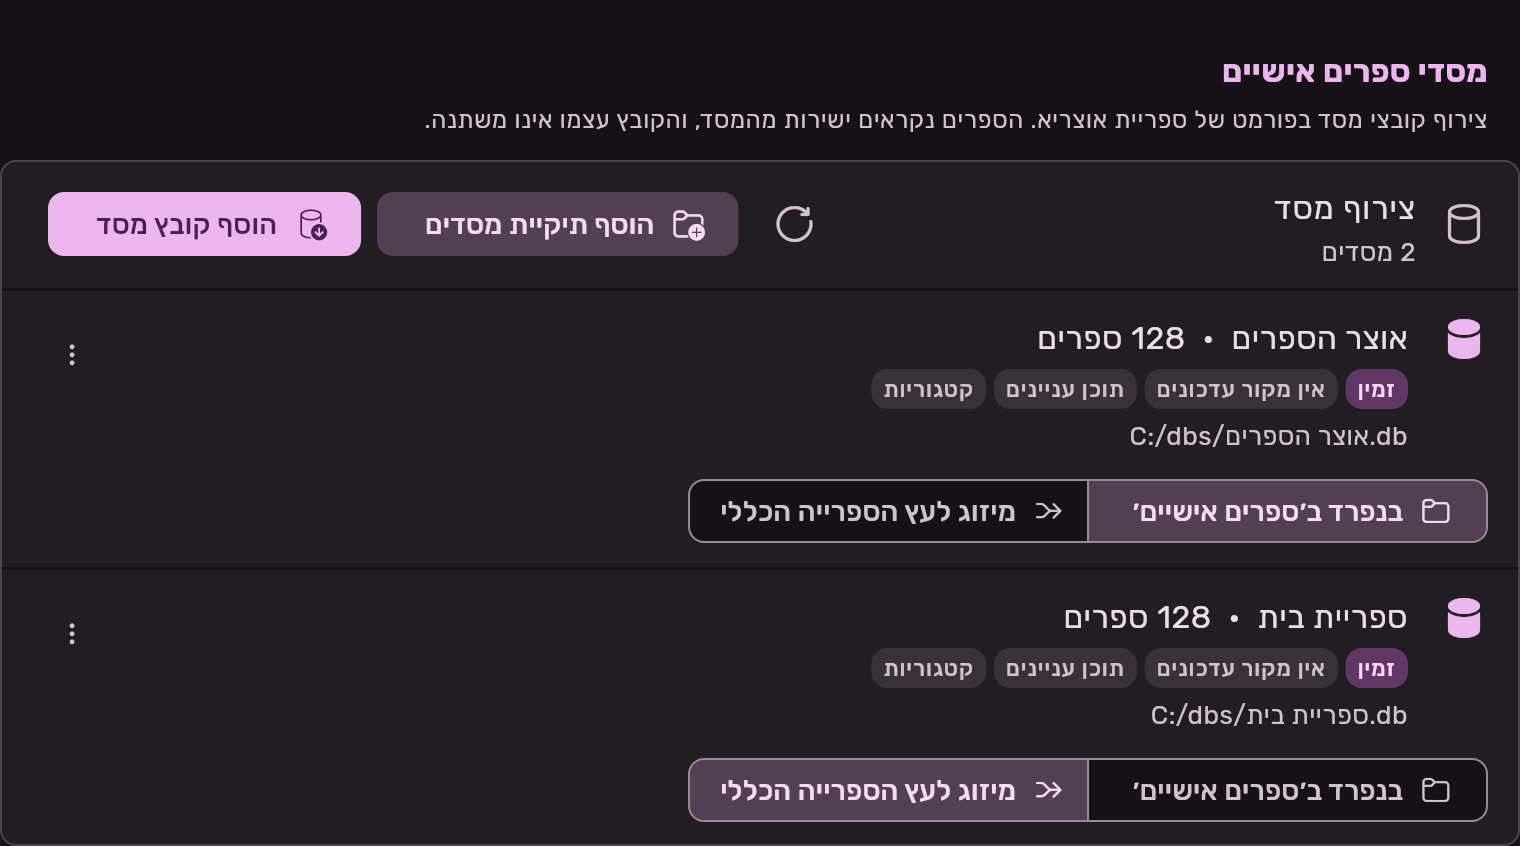 מסדי ספרים אישיים
צירוף קובצי מסד בפורמט של ספריית אוצריא. הספרים נקראים ישירות מהמסד, והקובץ עצמו אינו משתנה.
צירוף מסד
2 מסדים
הוסף תיקיית מסדים
הוסף קובץ מסד
אוצר הספרים • 128 ספרים
זמין אין מקור עדכונים תוכן עניינים קטגוריות
C:/dbs/אוצר הספרים.db
בנפרד ב'ספרים אישיים' מיזוג לעץ הספרייה הכללי
ספריית בית • 128 ספרים
זמין אין מקור עדכונים תוכן עניינים קטגוריות
C:/dbs/ספריית בית.db
בנפרד ב'ספרים אישיים' מיזוג לעץ הספרייה הכללי